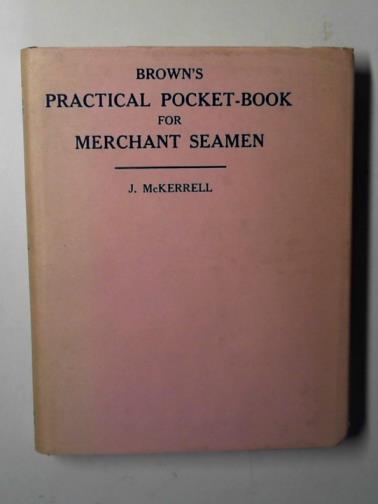 BROWN'S
PRACTICAL POCKET-BOOK
FOR
MERCHANT SEAMEN
J. McKERRELL